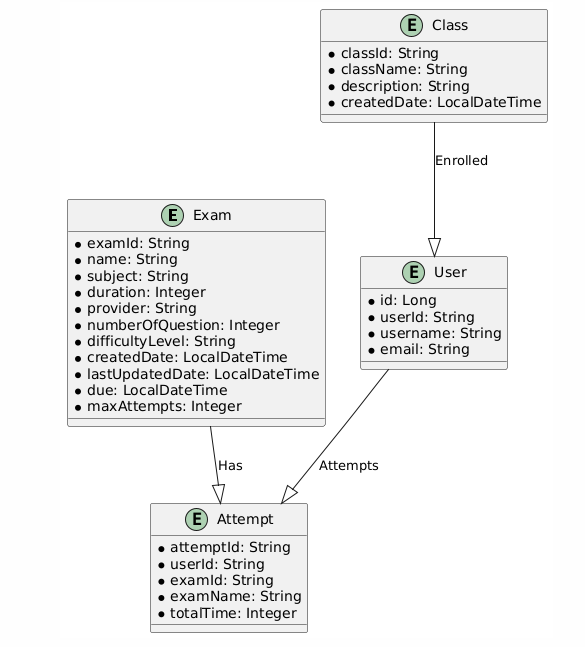 E Class
classId: String
className: String
description: String
createdDate: LocalDateTime
Enrolled
E Exam
examId: String
name: String
subject: String
duration: Integer
provider: String
numberOfQuestion: Integer
difficultyLevel: String
createdDate: LocalDateTime
lastUpdatedDate: LocalDateTime
due: LocalDateTime
maxAttempts: Integer
E User
id: Long
userId: String
username: String
email: String
Has
Attempts
E Attempt
attemptId: String
userId: String
examId: String
examName: String
totalTime: Integer